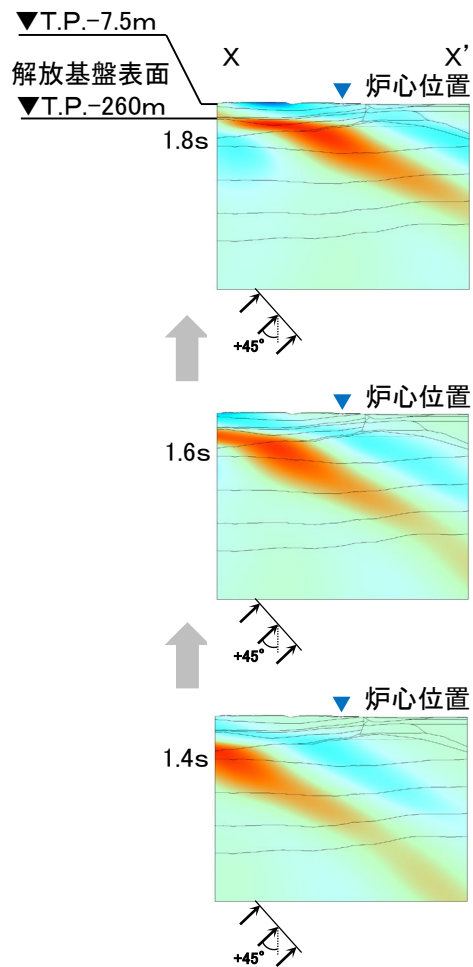 ▼T.P.-7.5m
X X'
解放基盤表面
▼ 炉心位置
▼T.P.-260m
1.8s
+45°
▼ 炉心位置
1.6s
+45°
▼ 炉心位置
1.4s
+45°